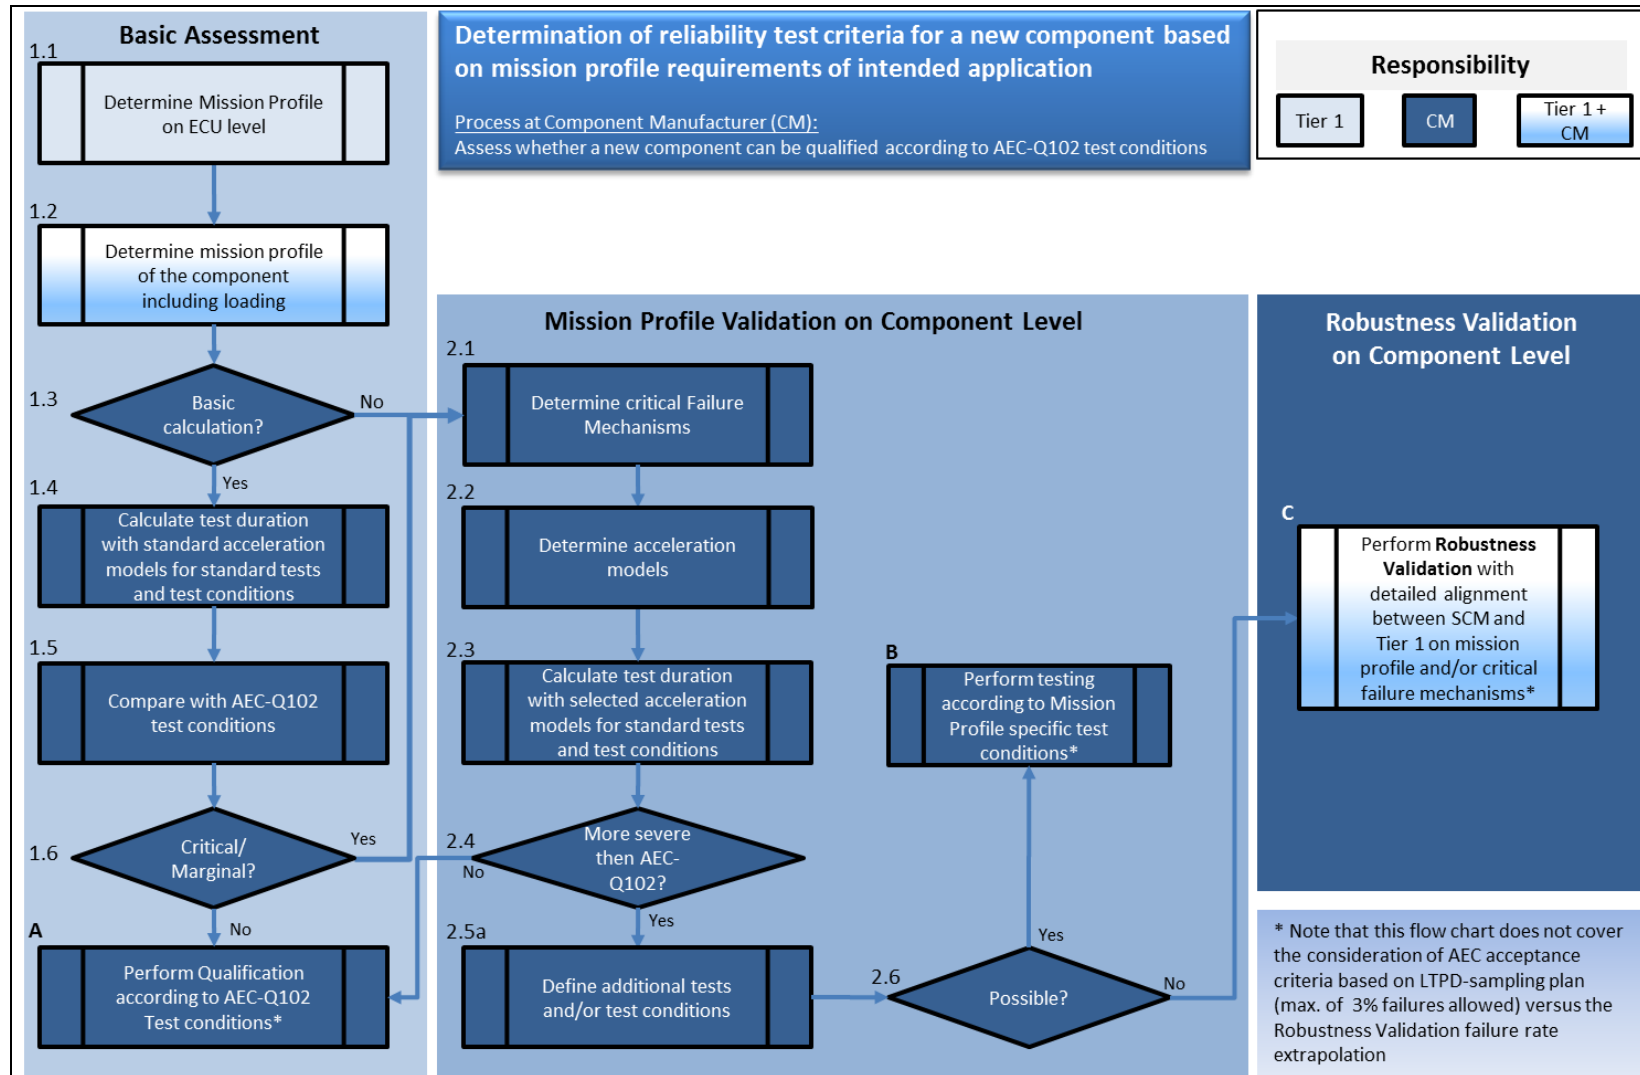 Basic Assessment
1.1
Determine Mission Profile
on ECU level
1.2
Determine mission profile
of the component
including loading
1.3
Basic
calculation?
No
Yes
1.4
Calculate test duration
with standard acceleration
models for standard tests
and test conditions
1.5
Compare with AEC-Q102
test conditions
1.6
Critical/
Marginal?
Yes
No
A
Perform Qualification
according to AEC-Q102
Test conditions*
Determination of reliability test criteria for a new component based
on mission profile requirements of intended application
Process at Component Manufacturer (CM):
Assess whether a new component can be qualified according to AEC-Q102 test conditions
Responsibility
Tier 1
CM
Tier 1 +
CM
Mission Profile Validation on Component Level
2.1
Determine critical Failure
Mechanisms
2.2
Determine acceleration
models
2.3
Calculate test duration
with selected acceleration
models for standard tests
and test conditions
2.4
More severe
then AEC-
Q102?
No
Yes
2.5a
Define additional tests
and/or test conditions
2.6
Possible?
Yes
No
B
Perform testing
according to Mission
Profile specific test
conditions*
Robustness Validation
on Component Level
C
Perform Robustness
Validation with
detailed alignment
between SCM and
Tier 1 on mission
profile and/or critical
failure mechanisms*
* Note that this flow chart does not cover
the consideration of AEC acceptance
criteria based on LTPD-sampling plan
(max. of 3% failures allowed) versus the
Robustness Validation failure rate
extrapolation